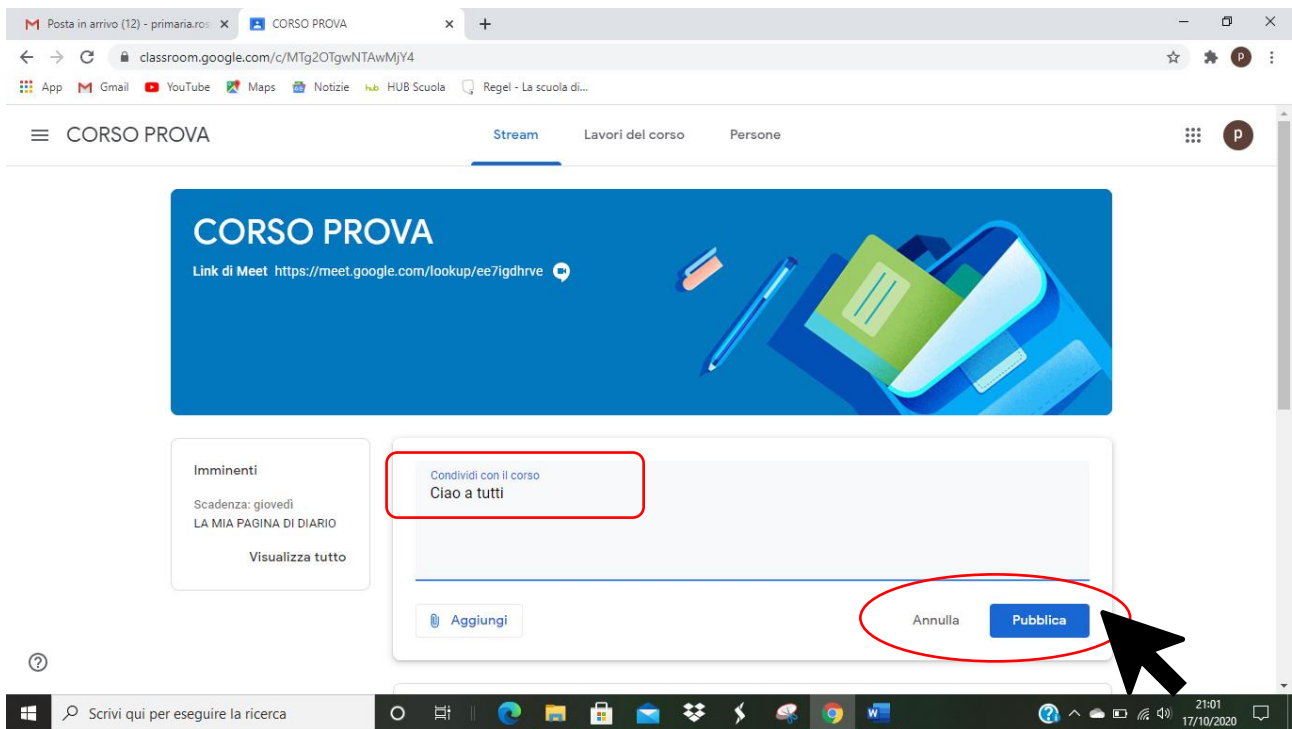 Posta in arrivo (12) - primaria.ros
CORSO PROVA
classroom.google.com/c/MTg2OTgwNTAwMjY4
P
App
Gmail
YouTube
Maps
Notizie
hub HUB Scuola
Regel - La scuola di...
CORSO PROVA
Stream
Lavori del corso
Persone
p
CORSO PROVA
Link di Meet https://meet.google.com/lookup/ee7igdhrve
Imminenti
Scadenza: giovedì
LA MIA PAGINA DI DIARIO
Visualizza tutto
Condividi con il corso
Ciao a tutti
Aggiungi
Annulla
Pubblica
Scrivi qui per eseguire la ricerca
21:01
17/10/2020